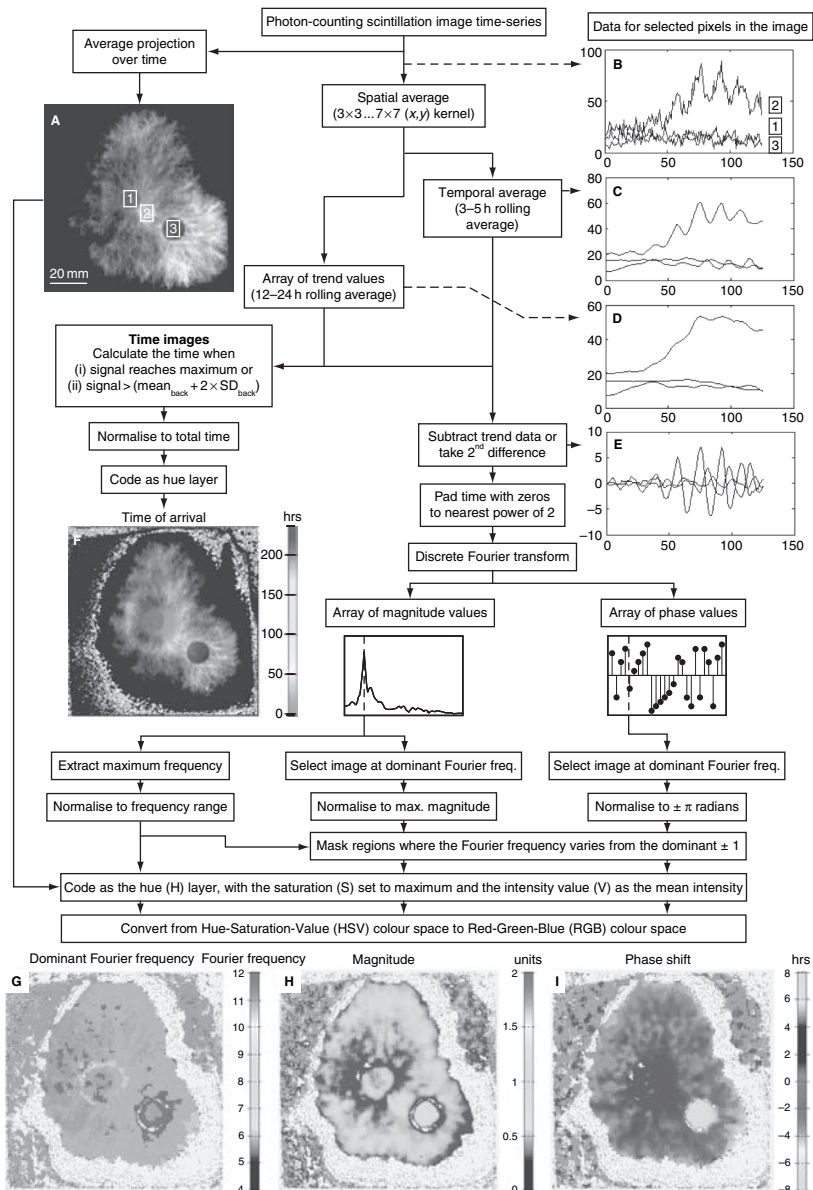 Photon-counting scintillation image time-series
Data for selected pixels in the image
Average projection
over time
Spatial average
(3×3...7×7 (x,y) kernel)
A
1
2
3
20 mm
B
100
50
0
0
50
100
150
2
1
3
Temporal average
(3–5 h rolling
average)
C
80
60
40
20
0
0
50
100
150
Array of trend values
(12–24 h rolling average)
D
60
40
20
0
0
50
100
150
Time images
Calculate the time when
(i) signal reaches maximum or
(ii) signal > (mean_back + 2 × SD_back)
Normalise to total time
Code as hue layer
Subtract trend data or
take 2nd difference
E
10
5
0
−5
−10
0
50
100
150
Pad time with zeros
to nearest power of 2
Discrete Fourier transform
Time of arrival
hrs
F
200
150
100
50
0
Array of magnitude values
Array of phase values
Extract maximum frequency
Select image at dominant Fourier freq.
Select image at dominant Fourier freq.
Normalise to frequency range
Normalise to max. magnitude
Normalise to ± π radians
Mask regions where the Fourier frequency varies from the dominant ± 1
Code as the hue (H) layer, with the saturation (S) set to maximum and the intensity value (V) as the mean intensity
Convert from Hue-Saturation-Value (HSV) colour space to Red-Green-Blue (RGB) colour space
G
Dominant Fourier frequency
Fourier frequency
12
11
10
9
8
7
6
5
4
H
Magnitude
units
2
1.5
1
0.5
0
I
Phase shift
hrs
8
6
4
2
0
−2
−4
−6
−8